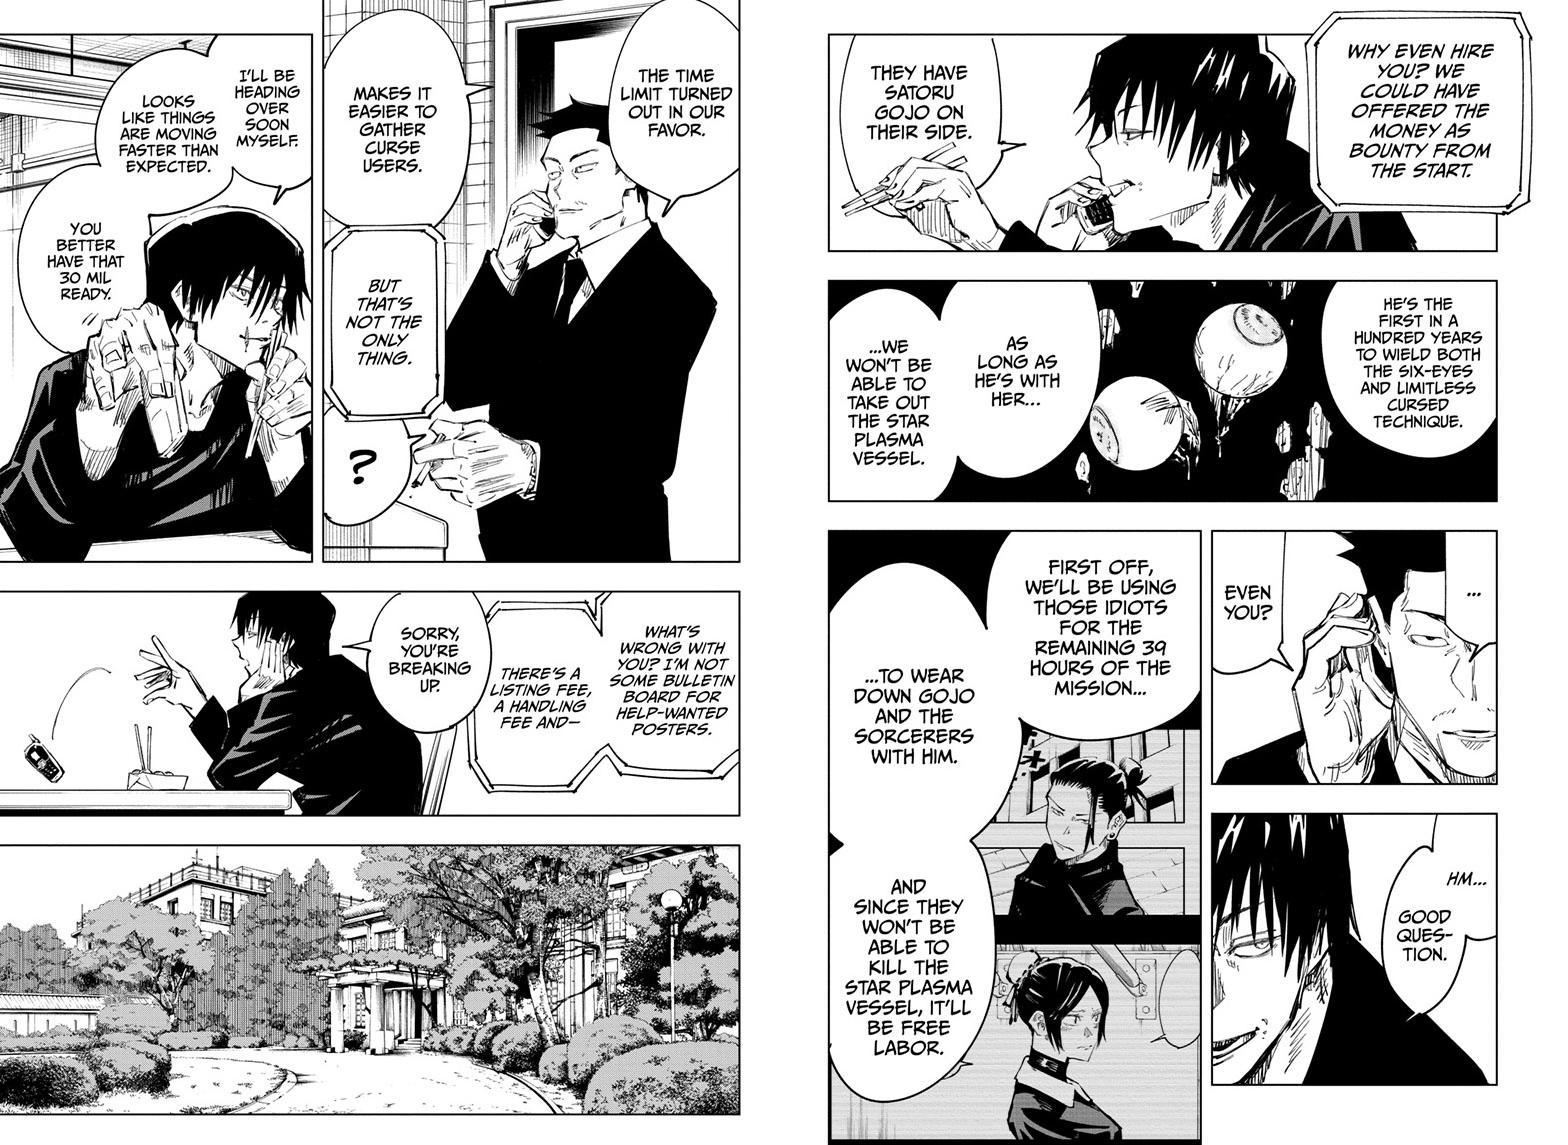 WHY EVEN HIRE
YOU? WE
COULD HAVE
OFFERED THE
MONEY AS
BOUNTY FROM
THE START.
THEY HAVE
SATORU
GOJO ON
THEIR SIDE.
HE'S THE
FIRST IN A
HUNDRED YEARS
TO WIELD BOTH
THE SIX-EYES
AND LIMITLESS
CURSED
TECHNIQUE.
AS
LONG AS
HE'S WITH
HER...
...WE
WON'T BE
ABLE TO
TAKE OUT
THE STAR
PLASMA
VESSEL.
...
EVEN
YOU?
HM...
GOOD
QUES-
TION.
FIRST OFF,
WE'LL BE USING
THOSE IDIOTS
FOR THE
REMAINING 39
HOURS OF THE
MISSION...
...TO WEAR
DOWN GOJO
AND THE
SORCERERS
WITH HIM.
AND
SINCE THEY
WON'T BE
ABLE TO
KILL THE
STAR PLASMA
VESSEL, IT'LL
BE FREE
LABOR.
THE TIME
LIMIT TURNED
OUT IN OUR
FAVOR.
MAKES IT
EASIER TO
GATHER
CURSE
USERS.
BUT
THAT'S
NOT THE
ONLY
THING.
?
I'LL BE
HEADING
OVER
SOON
MYSELF.
LOOKS
LIKE THINGS
ARE MOVING
FASTER THAN
EXPECTED.
YOU
BETTER
HAVE THAT
30 MIL
READY.
WHAT'S
WRONG WITH
YOU? I'M NOT
SOME BULLETIN
BOARD FOR
HELP-WANTED
POSTERS.
THERE'S A
LISTING FEE,
A HANDLING
FEE AND—
SORRY,
YOU'RE
BREAKING
UP.